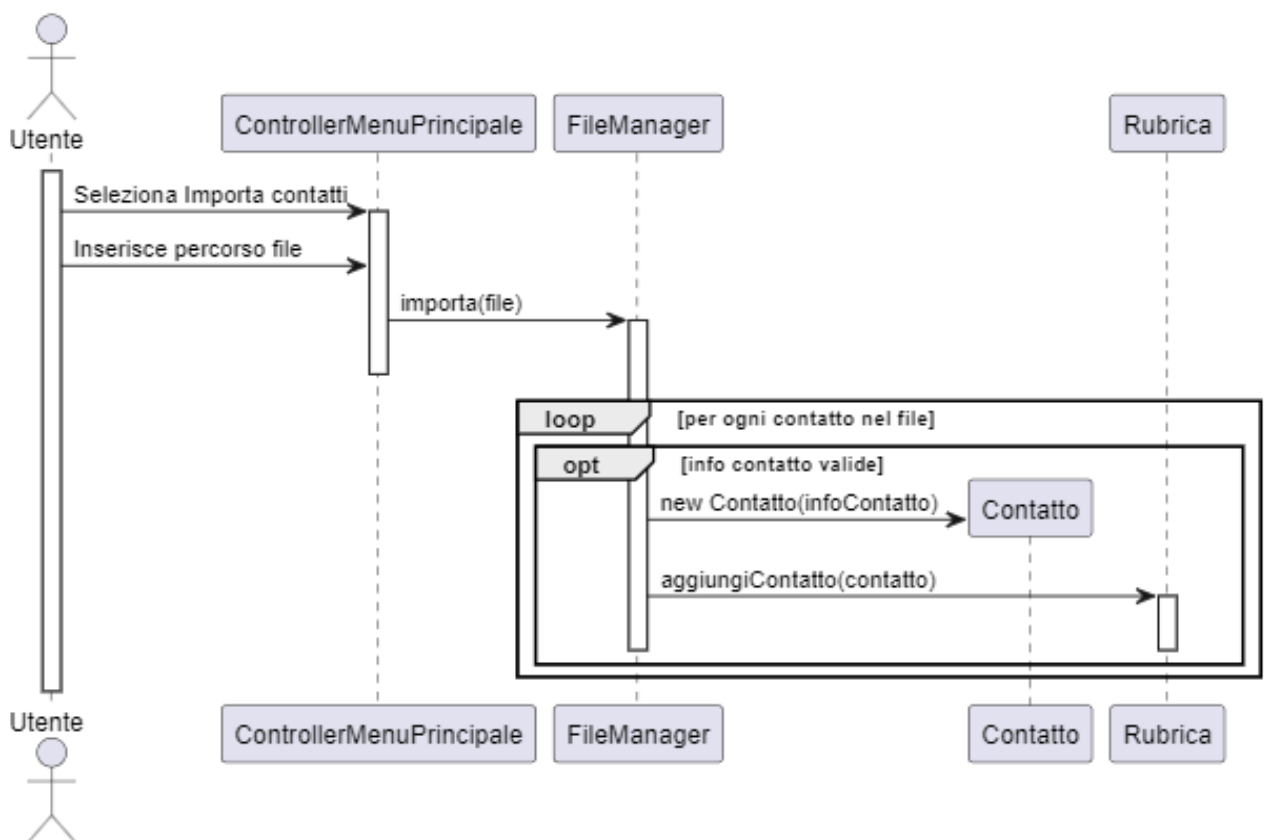 Utente
ControllerMenuPrincipale
FileManager
Rubrica
Seleziona Importa contatti
Inserisce percorso file
importa(file)
loop
[per ogni contatto nel file]
opt
[info contatto valide]
new Contatto(infoContatto)
Contatto
aggiungiContatto(contatto)
Utente
ControllerMenuPrincipale
FileManager
Contatto
Rubrica